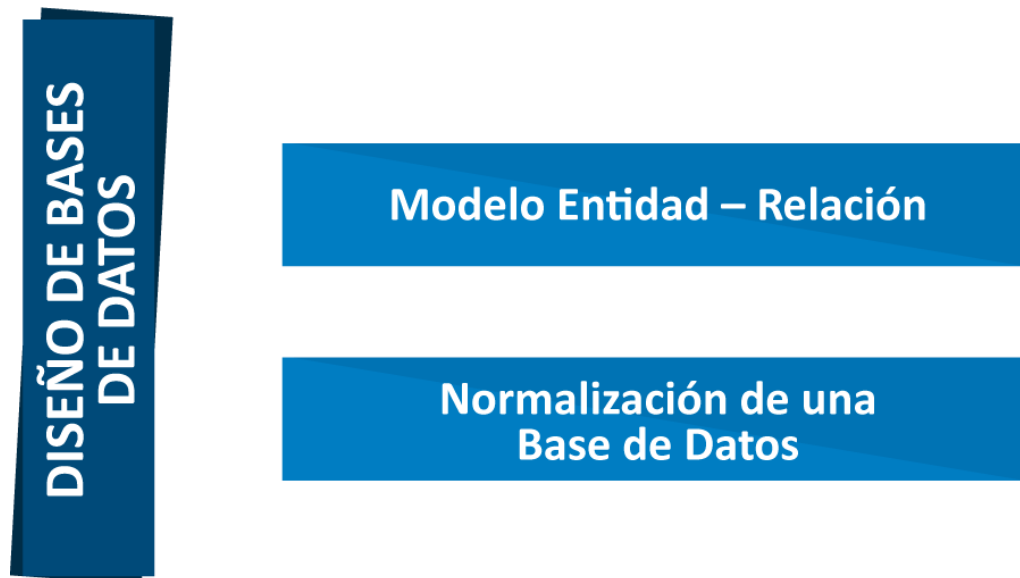 DISEÑO DE BASES
DE DATOS
Modelo Entidad – Relación
Normalización de una
Base de Datos